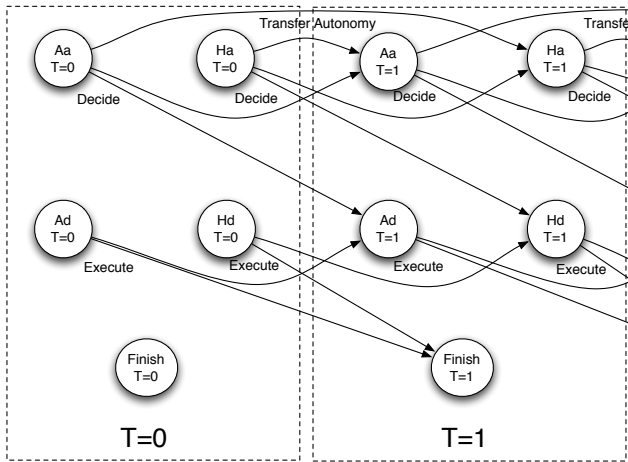 Transfer Autonomy
Transfe
Aa
T=0
Ha
T=0
Aa
T=1
Ha
T=1
Decide
Decide
Decide
Decide
Ad
T=0
Hd
T=0
Ad
T=1
Hd
T=1
Execute
Execute
Execute
Execute
Finish
T=0
Finish
T=1
T=0
T=1